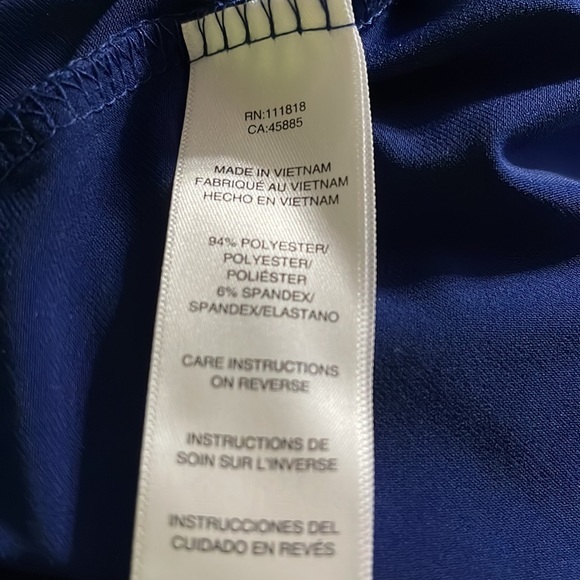 RN:111818
CA:45885
MADE IN VIETNAM
FABRIQUÉ AU VIETNAM
HECHO EN VIETNAM
94% POLYESTER/
POLYESTER/
POLIÉSTER
6% SPANDEX/
SPANDEX/ELASTANO
CARE INSTRUCTIONS
ON REVERSE
INSTRUCTIONS DE
SOIN SUR L'INVERSE
INSTRUCCIONES DEL
CUIDADO EN REVÉS